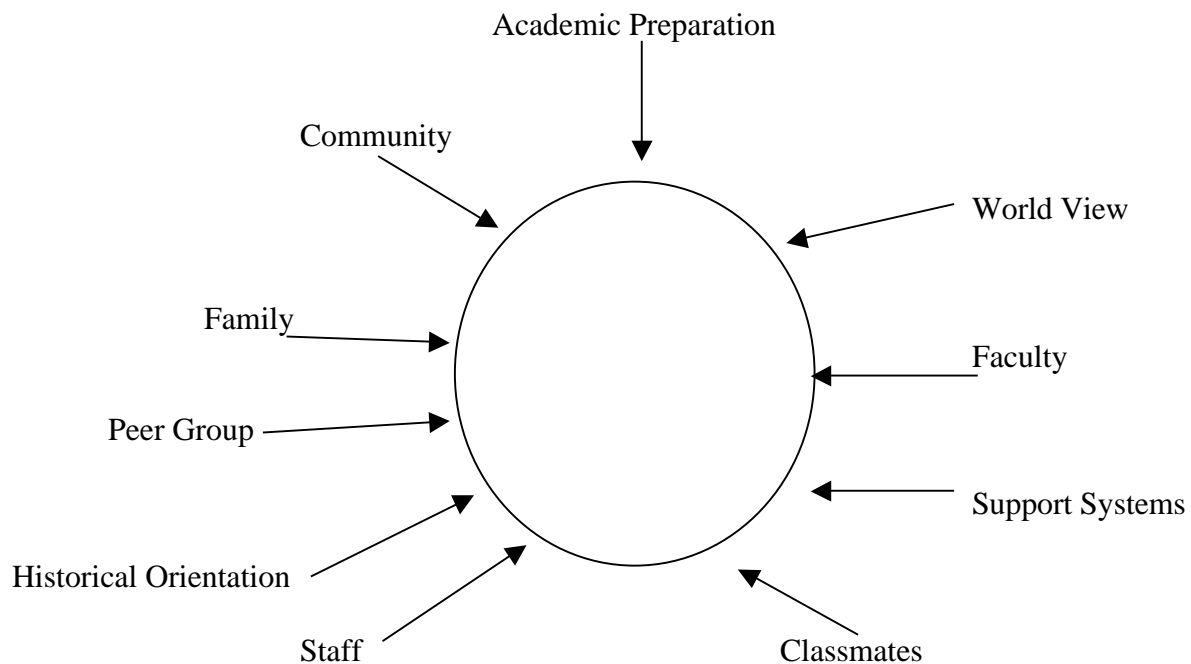 Academic Preparation
Community
World View
Family
Faculty
Peer Group
Support Systems
Historical Orientation
Staff
Classmates